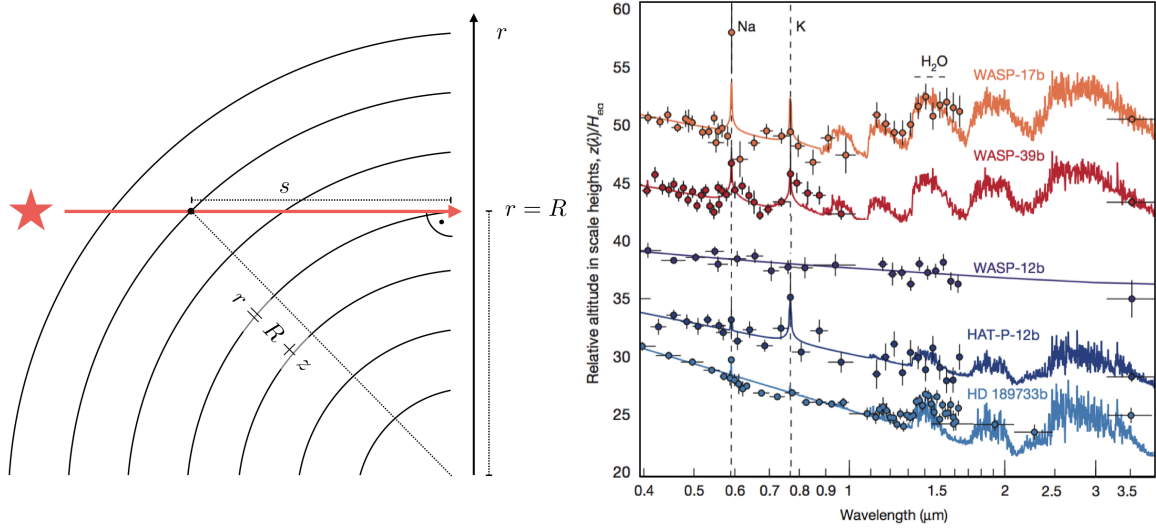 r
s
r = R
r = R + z
60
55
50
45
40
35
30
25
20
Relative altitude in scale heights, z(λ)/H_eq
Na
K
H₂O
WASP-17b
WASP-39b
WASP-12b
HAT-P-12b
HD 189733b
0.4 0.5 0.6 0.7 0.8 0.9 1 1.5 2 2.5 3 3.5
Wavelength (μm)